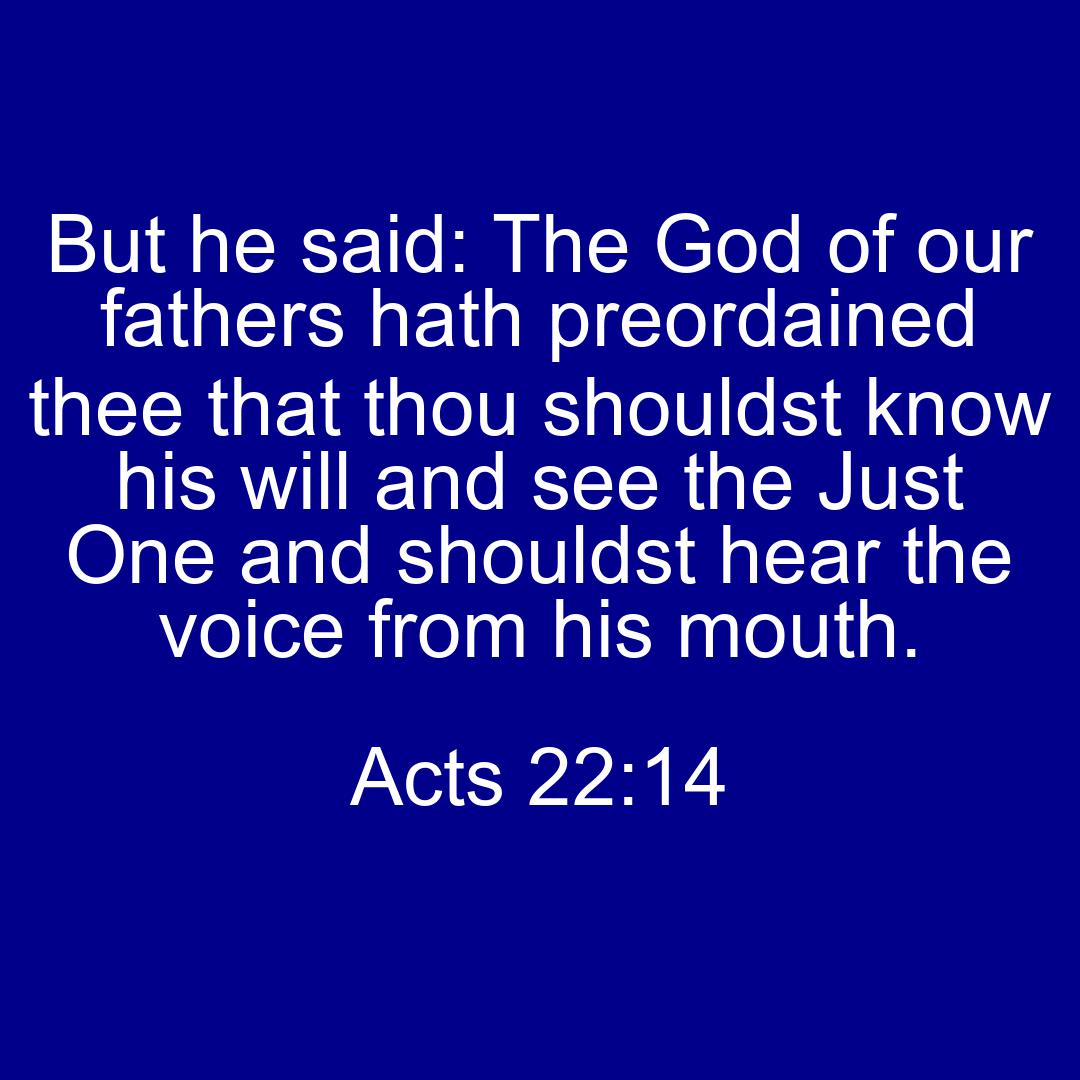 But he said: The God of our
fathers hath preordained
thee that thou shouldst know
his will and see the Just
One and shouldst hear the
voice from his mouth.
Acts 22:14